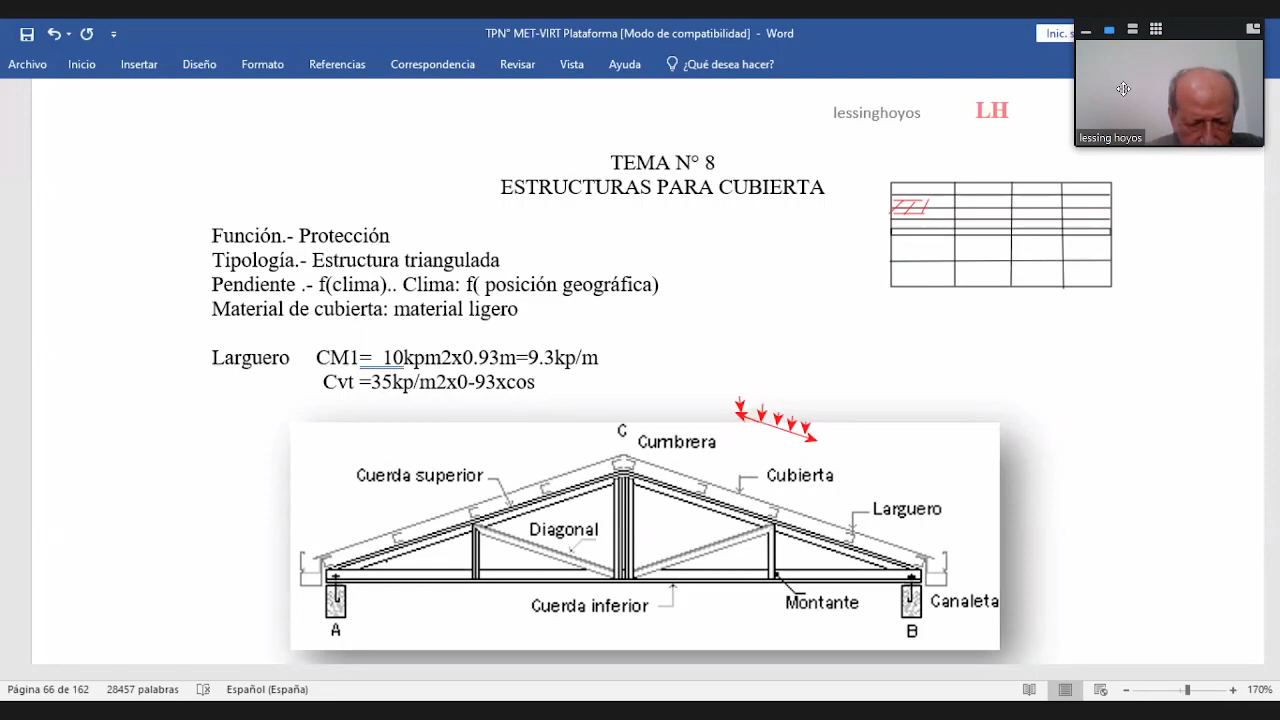 TPN° MET-VIRT Plataforma [Modo de compatibilidad] - Word
Inic. s
Archivo Inicio Insertar Diseño Formato Referencias Correspondencia Revisar Vista Ayuda ¿Qué desea hacer?
lessing hoyos
lessinghoyos LH
TEMA N° 8
ESTRUCTURAS PARA CUBIERTA
Función.- Protección
Tipología.- Estructura triangulada
Pendiente .- f(clima).. Clima: f( posición geográfica)
Material de cubierta: material ligero
Larguero CM1= 10kpm2x0.93m=9.3kp/m
Cvt =35kp/m2x0-93xcos
C
Cumbrera
Cuerda superior
Cubierta
Larguero
Diagonal
Cuerda inferior
Montante
Canaleta
A
B
Página 66 de 162 28457 palabras Español (España) 170%